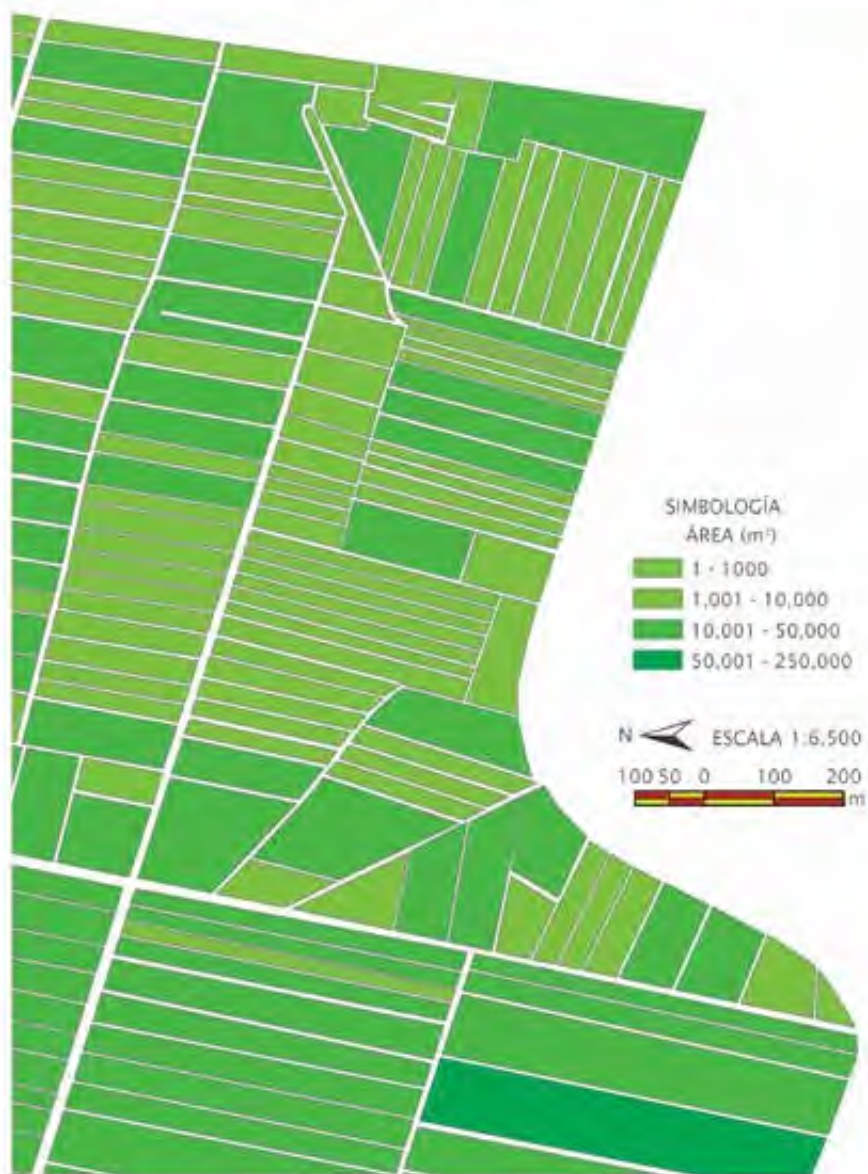 SIMBOLOGÍA
ÁREA (m²)
1 - 1000
1,001 - 10,000
10,001 - 50,000
50,001 - 250,000
N ESCALA 1:6,500
100 50 0 100 200
m